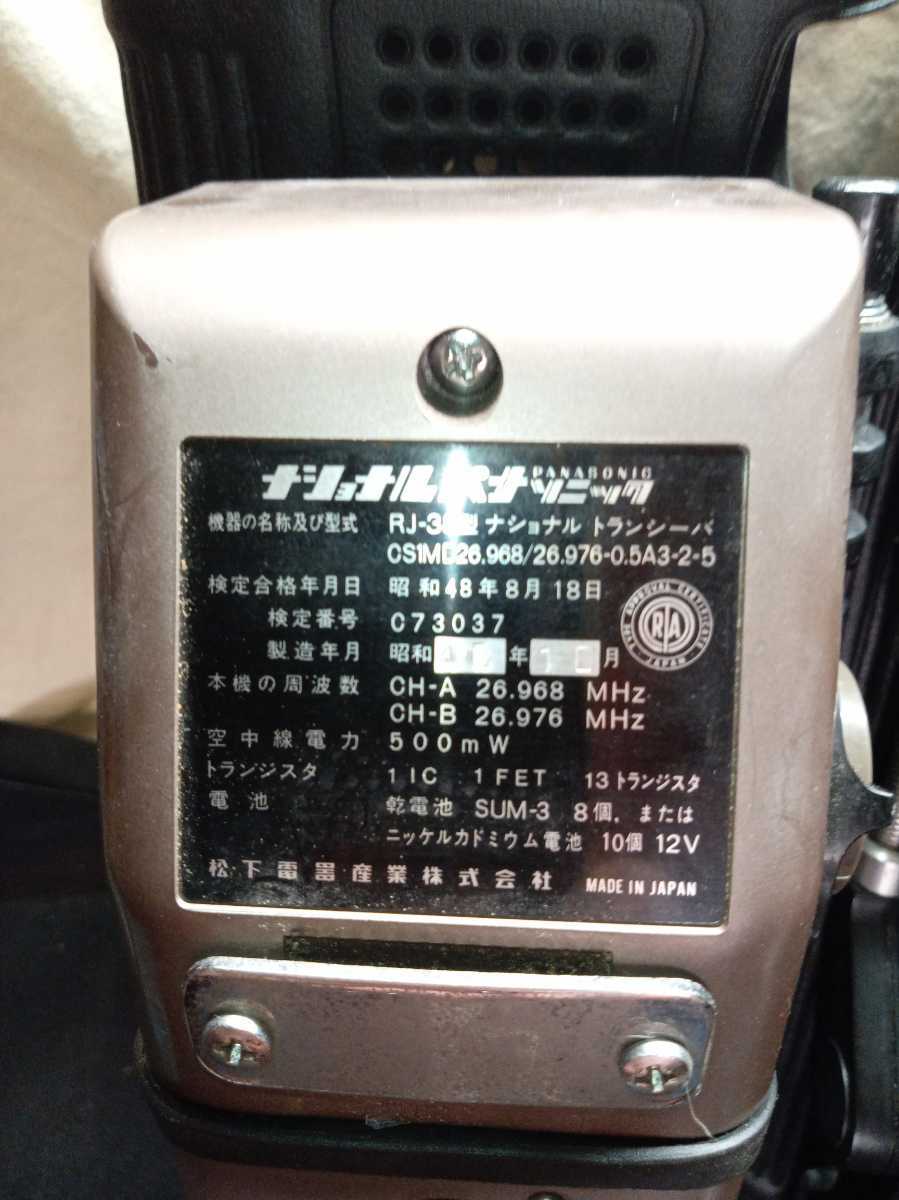 ナショナル パナソニック PANASONIC
機器の名称及び型式 ナショナル トランシーバ
CS1MD26.968/26.976-0.5A3-2-5
検定合格年月日 昭和48年8月18日
検定番号 C73037
製造年月 昭和 年 月
本機の周波数 CH-A 26.968 MHz
CH-B 26.976 MHz
空中線電力 500mW
トランジスタ 1IC 1FET 13トランジスタ
電池 乾電池 SUM-3 8個, または
ニッケルカドミウム電池 10個 12V
松下電器産業株式会社 MADE IN JAPAN
TYPE APPROVAL CERTIFICATE
RTA
JAPAN